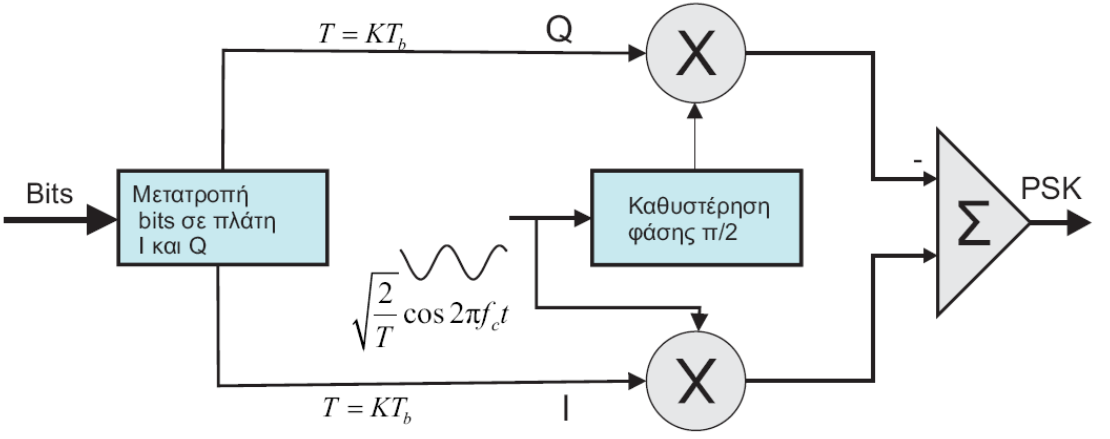 T = KT_b
Q
X
Bits
Μετατροπή
bits σε πλάτη
I και Q
Καθυστέρηση
φάσης π/2
-
Σ
PSK
√(2/T) cos 2πf_c t
X
T = KT_b
I